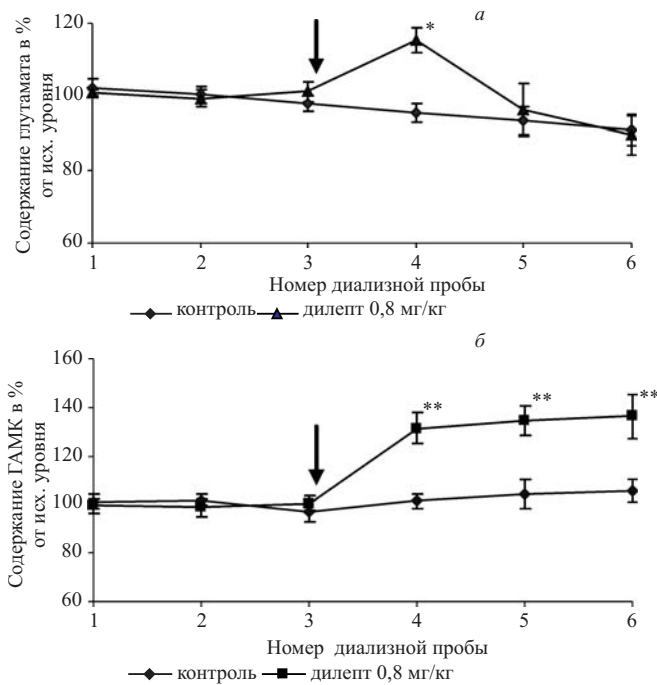 а
Содержание глутамата в %
от исх. уровня
120
100
80
60
*
1 2 3 4 5 6
Номер диализной пробы
контроль дилепт 0,8 мг/кг
б
Содержание ГАМК в %
от исх. уровня
160
140
120
100
80
60
** ** **
1 2 3 4 5 6
Номер диализной пробы
контроль дилепт 0,8 мг/кг